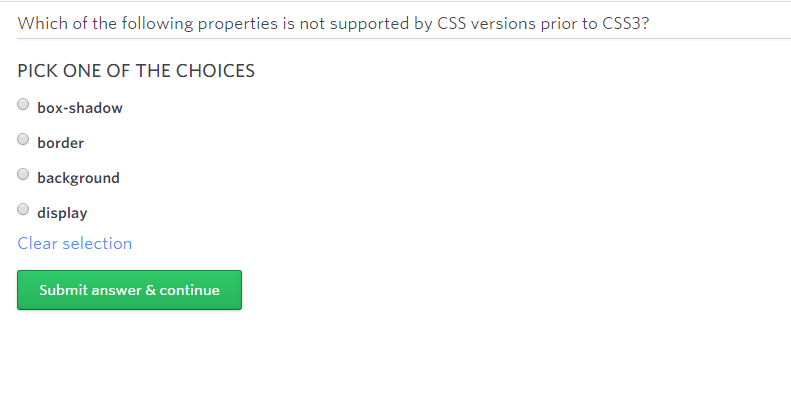 Which of the following properties is not supported by CSS versions prior to CSS3?
PICK ONE OF THE CHOICES
box-shadow
border
background
display
Clear selection
Submit answer & continue